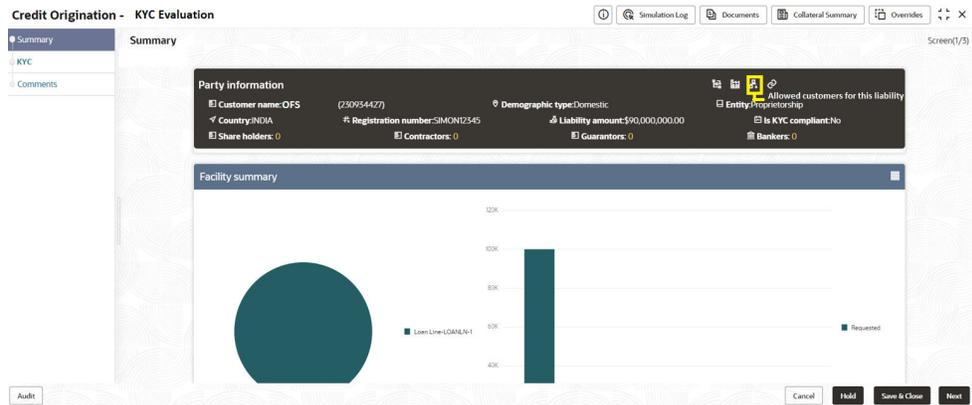 Credit Origination - KYC Evaluation
Simulation Log Documents Collateral Summary Overrides
Summary
KYC
Comments
Summary
Screen(1/3)
Party information
Allowed customers for this liability
Customer name:OFS (230934427) Demographic type:Domestic Entity:Proprietorship
Country:INDIA Registration number:SIMON12345 Liability amount:$90,000,000.00 Is KYC compliant:No
Share holders: 0 Contractors: 0 Guarantors: 0 Bankers: 0
Facility summary
120K
100K
80K
60K
40K
Loan Line-LOANLN-1
Requested
Audit
Cancel Hold Save & Close Next